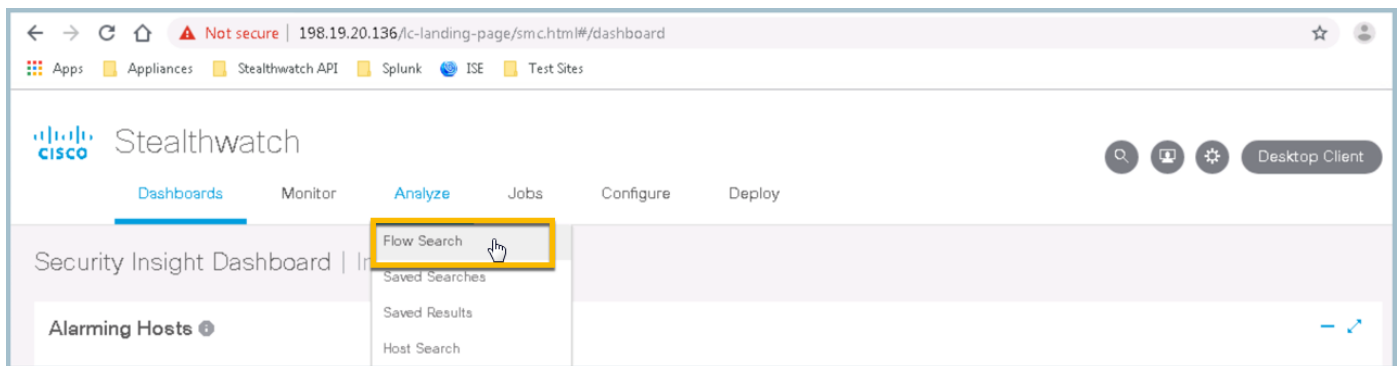 Not secure | 198.19.20.136/lc-landing-page/smc.html#/dashboard
Apps Appliances Stealthwatch API Splunk ISE Test Sites
CISCO Stealthwatch
Desktop Client
Dashboards Monitor Analyze Jobs Configure Deploy
Flow Search
Security Insight Dashboard | In
Saved Searches
Saved Results
Alarming Hosts
Host Search